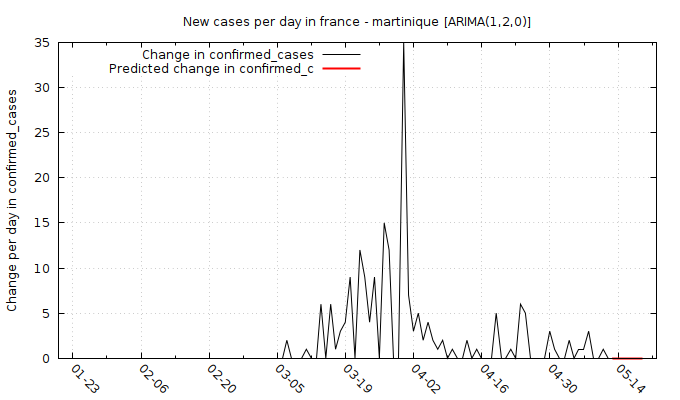 New cases per day in france - martinique [ARIMA(1,2,0)]
Change in confirmed_cases
Predicted change in confirmed_c
Change per day in confirmed_cases
35
30
25
20
15
10
5
0
01-23 02-06 02-20 03-05 03-19 04-02 04-16 04-30 05-14